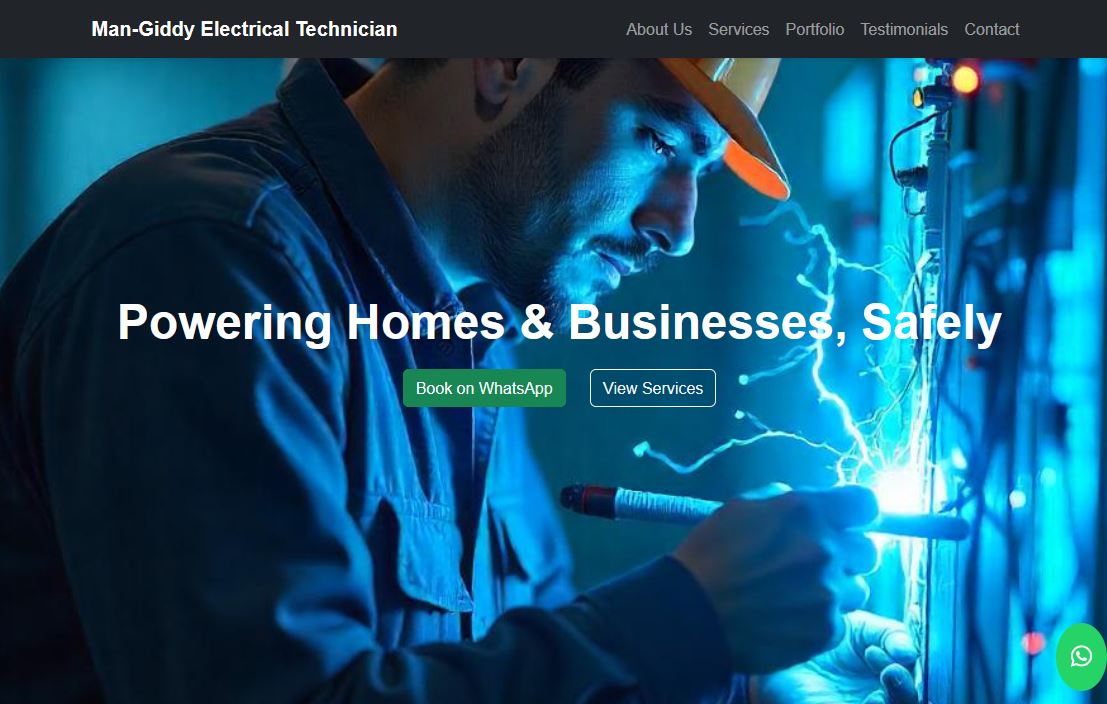 Man-Giddy Electrical Technician
About Us Services Portfolio Testimonials Contact
Powering Homes & Businesses, Safely
Book on WhatsApp View Services